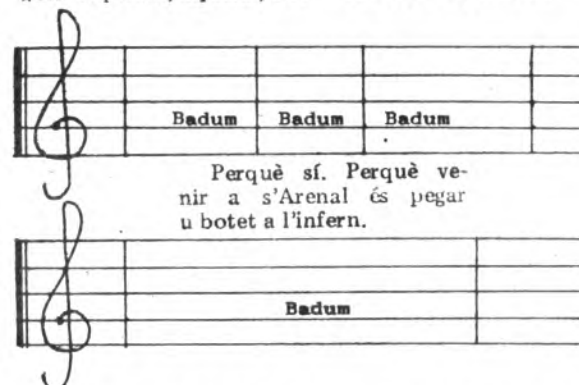 Badum Badum Badum
Perquè sí. Perquè ve-
nir a s'Arenal és pegar
u botet a l'infern.
Badum